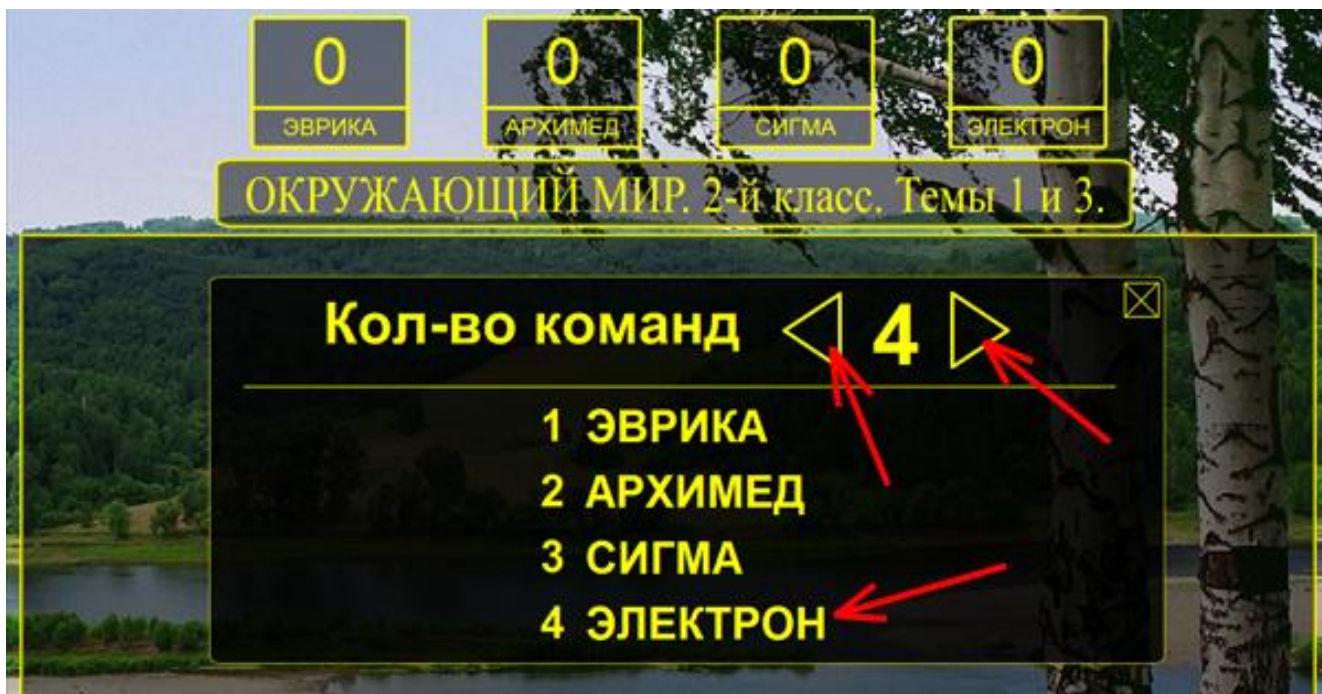 0 0 0 0
ЭВРИКА АРХИМЕД СИГМА ЭЛЕКТРОН
ОКРУЖАЮЩИЙ МИР. 2-й класс. Темы 1 и 3.
Кол-во команд 4
1 ЭВРИКА
2 АРХИМЕД
3 СИГМА
4 ЭЛЕКТРОН